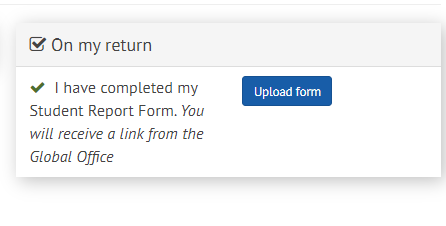 On my return
I have completed my
Student Report Form. You
will receive a link from the
Global Office
Upload form